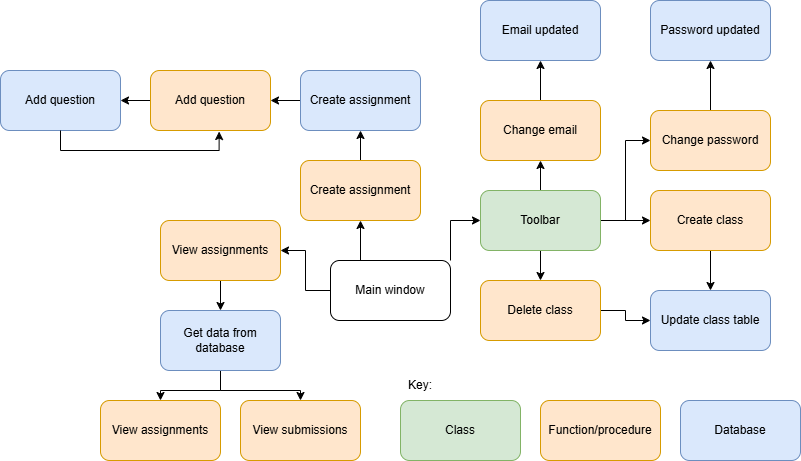 Email updated
Password updated
Add question
Add question
Create assignment
Change email
Change password
Create assignment
Toolbar
Create class
View assignments
Main window
Delete class
Update class table
Get data from
database
Key:
View assignments
View submissions
Class
Function/procedure
Database